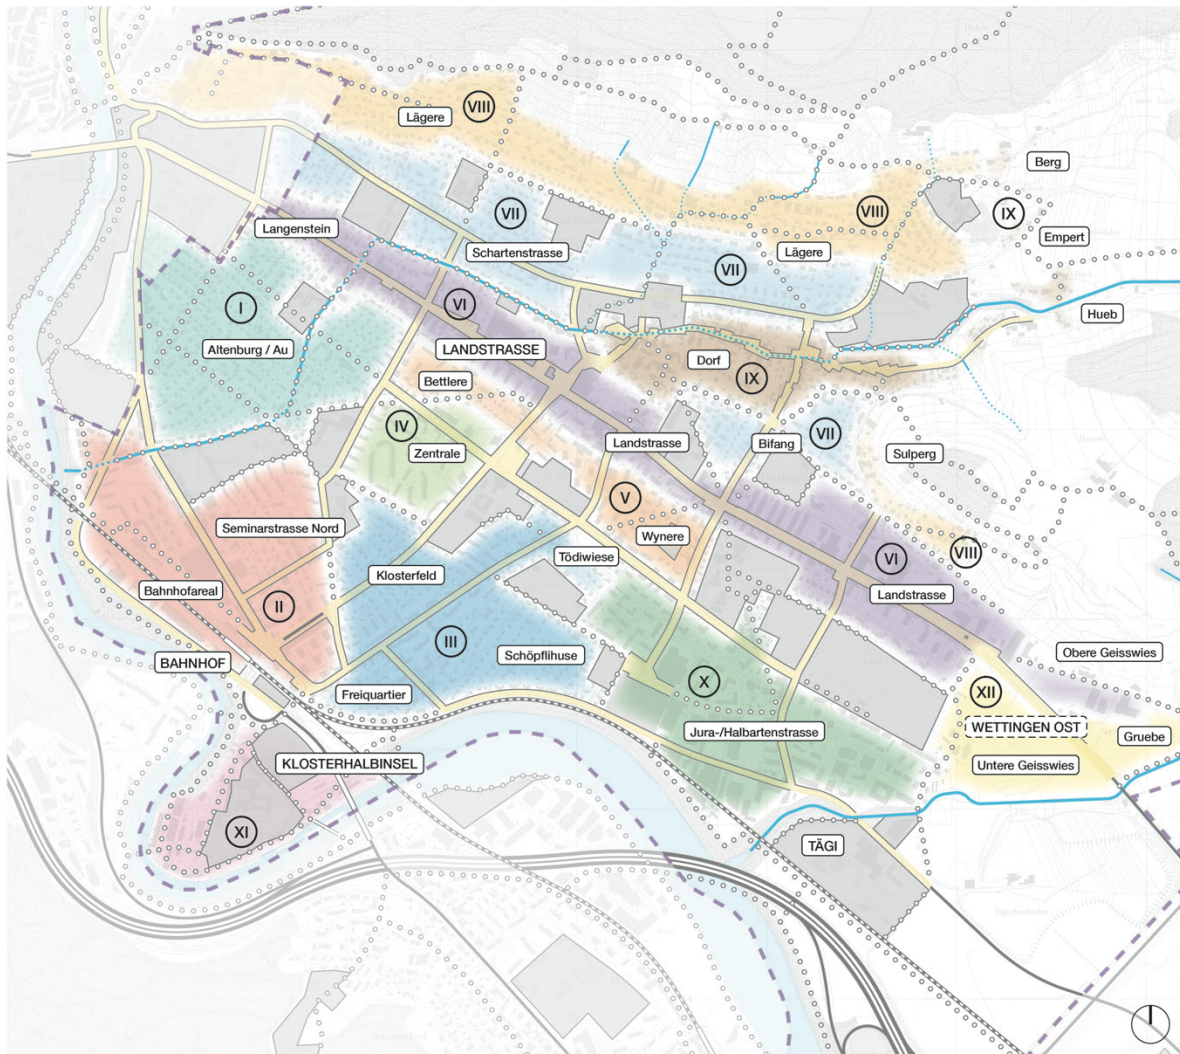 VIII
Lägere
Berg
VII
VIII
IX
Langenstein
Empert
Schartenstrasse
Lägere
VII
I
VI
Hueb
Altenburg / Au
LANDSTRASSE
Dorf
Bettlere
IX
IV
Zentrale
Landstrasse
Bifang
VII
Sulperg
V
Seminarstrasse Nord
Wynere
Tödiwiese
VIII
VI
Klosterfeld
Landstrasse
Bahnhofareal
II
III
Schöpflihuse
Obere Geisswies
BAHNHOF
Freiquartier
X
XII
WETTINGEN OST
Jura-/Halbartenstrasse
Gruebe
KLOSTERHALBINSEL
Untere Geisswies
XI
TÄGI